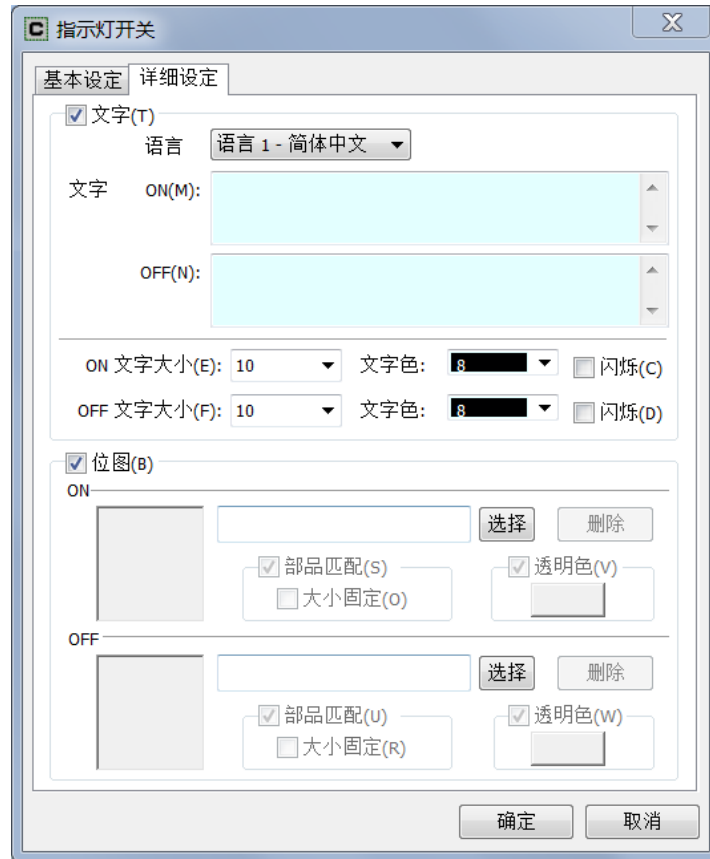 C 指示灯开关
基本设定 详细设定
文字(T)
语言 语言 1 - 简体中文
文字 ON(M):
OFF(N):
ON 文字大小(E): 10 文字色: 8 闪烁(C)
OFF 文字大小(F): 10 文字色: 8 闪烁(D)
位图(B)
ON
选择 删除
部品匹配(S) 透明色(V)
大小固定(O)
OFF
选择 删除
部品匹配(U) 透明色(W)
大小固定(R)
确定 取消